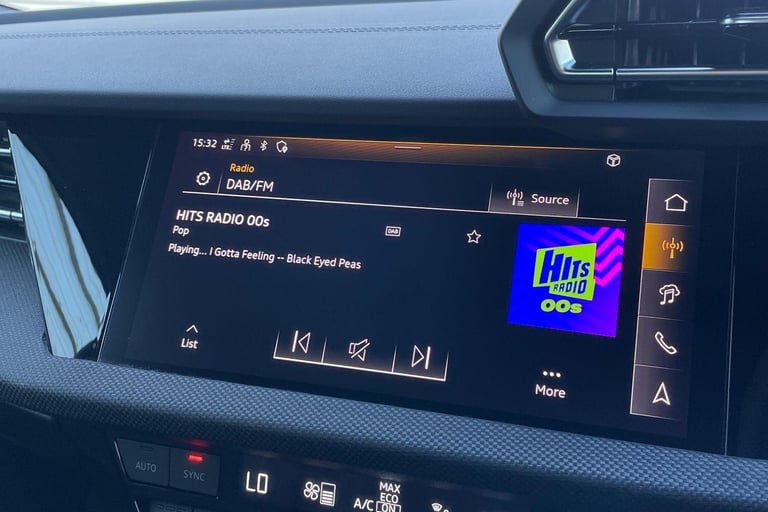 15:32
Radio
DAB/FM
Source
HITS RADIO 00s
DAB
Pop
Playing... I Gotta Feeling -- Black Eyed Peas
HITS
RADIO
00s
List
More
AUTO
SYNC
LO
MAX
ECO
A/C ON